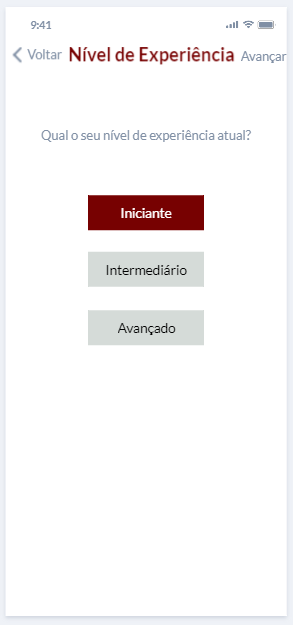 9:41
Voltar Nível de Experiência Avançar
Qual o seu nível de experiência atual?
Iniciante
Intermediário
Avançado